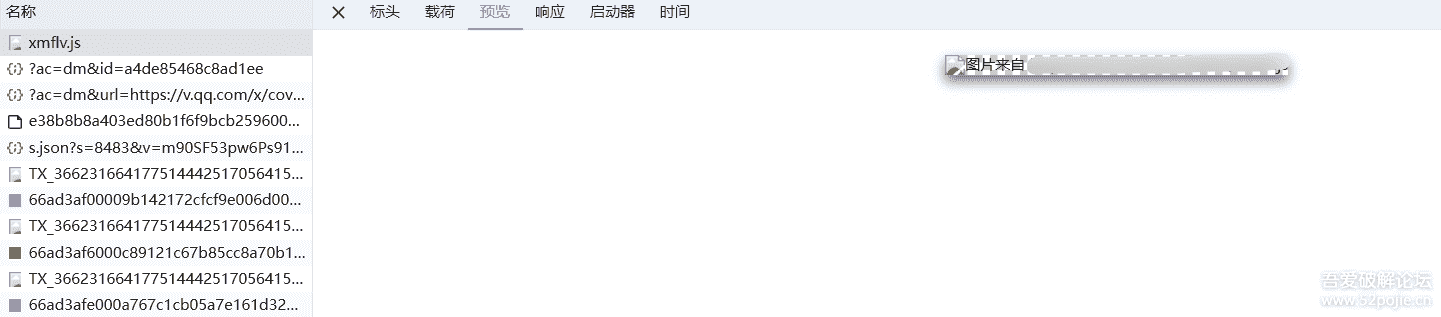 名称
标头 载荷 预览 响应 启动器 时间
xmflv.js
?ac=dm&id=a4de85468c8ad1ee
?ac=dm&url=https://v.qq.com/x/cov...
e38b8b8a403ed80b1f6f9bcb259600...
s.json?s=8483&v=m90SF53pw6Ps91...
TX_366231664177514442517056415...
66ad3af00009b142172cfcf9e006d00...
TX_366231664177514442517056415...
66ad3af6000c89121c67b85cc8a70b1...
TX_366231664177514442517056415...
66ad3afe000a767c1cb05a7e161d32...
图片来自
吾爱破解论坛
www.52pojie.cn